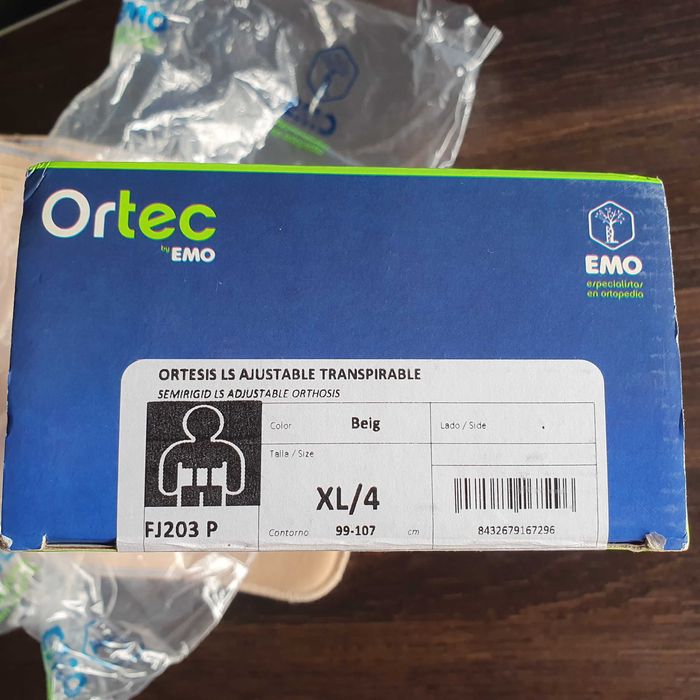 EMO
Ortec
by EMO
EMO
especialistas
en ortopedia
ORTESIS LS AJUSTABLE TRANSPIRABLE
SEMIRIGID LS ADJUSTABLE ORTHOSIS
Color Beig Lado / Side .
Talla / Size
XL/4
FJ203 P Contorno 99-107 cm 8432679167296